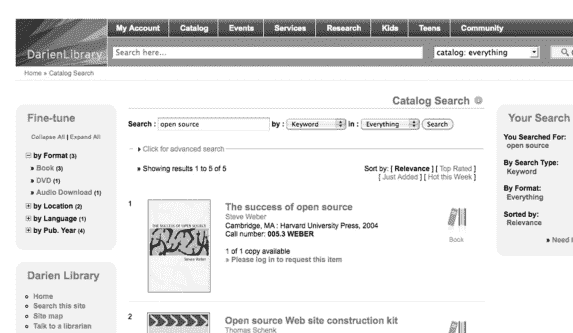 My Account Catalog Events Services Research Kids Teens Community
DarienLibrary
Search here...
catalog: everything
Home » Catalog Search
Catalog Search
Fine-tune
Collapse All | Expand All
by Format (3)
» Book (3)
» DVD (1)
» Audio Download (1)
by Location (2)
by Language (1)
by Pub. Year (4)
Search : open source by : Keyword in : Everything Search
Click for advanced search
» Showing results 1 to 5 of 5
Sort by: [ Relevance ] [ Top Rated ]
[ Just Added ] [ Hot this Week ]
1
THE SUCCESS OF OPEN SOURCE
Steve Weber
The success of open source
Steve Weber
Cambridge, MA : Harvard University Press, 2004
Call number: 005.3 WEBER
1 of 1 copy available
» Please log in to request this item
Book
2
Open source Web site construction kit
Thomas Schenk
Your Search
You Searched For:
open source
By Search Type:
Keyword
By Format:
Everything
Sorted by:
Relevance
» Need
Darien Library
Home
Search this site
Site map
Talk to a librarian